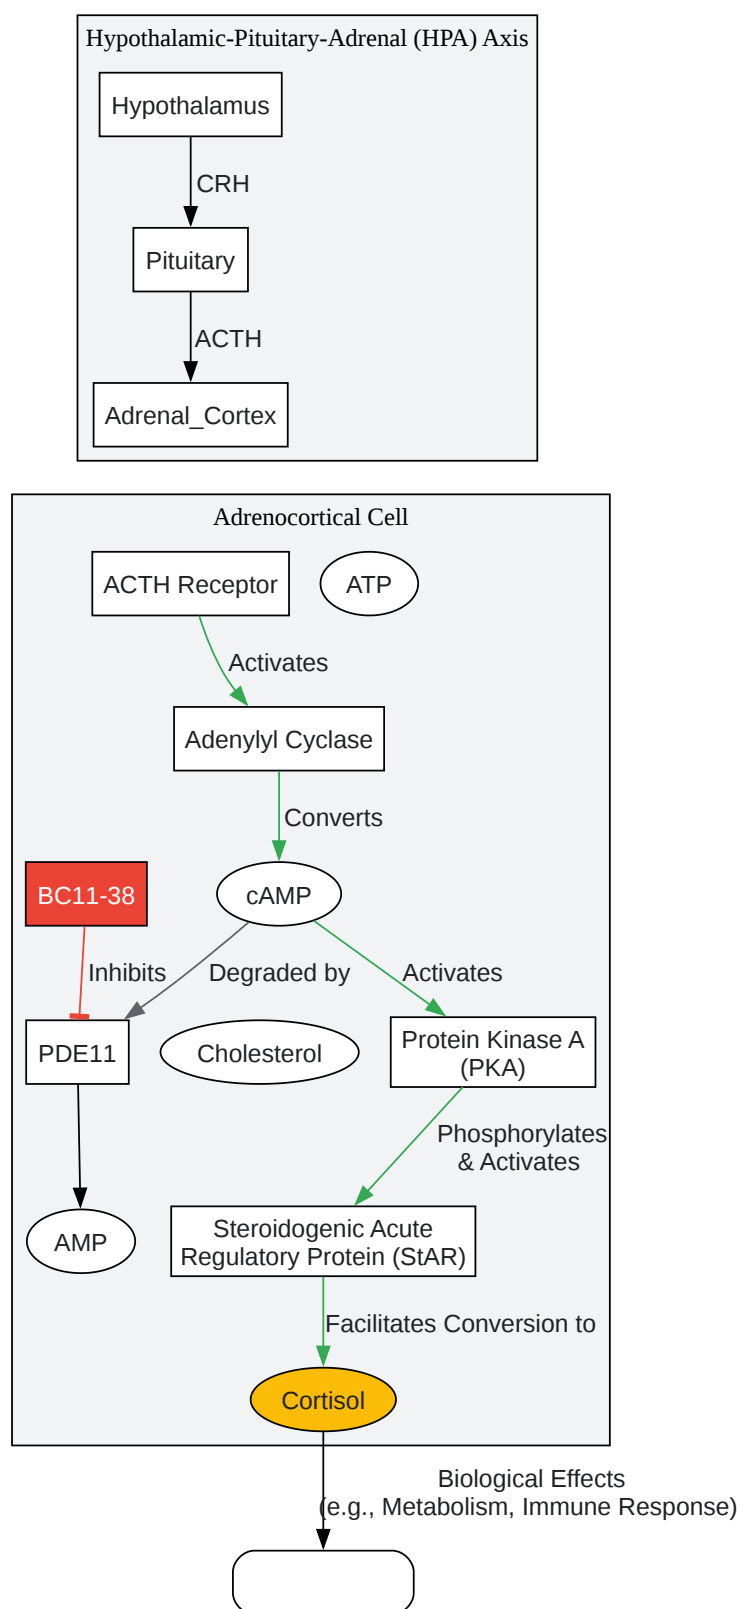 Hypothalamic-Pituitary-Adrenal (HPA) Axis
Hypothalamus
CRH
Pituitary
ACTH
Adrenal_Cortex
Adrenocortical Cell
ACTH Receptor
ATP
Activates
Adenylyl Cyclase
Converts
BC11-38
cAMP
Inhibits
Degraded by
Activates
PDE11
Cholesterol
Protein Kinase A
(PKA)
Phosphorylates
& Activates
AMP
Steroidogenic Acute
Regulatory Protein (StAR)
Facilitates Conversion to
Cortisol
Biological Effects
(e.g., Metabolism, Immune Response)